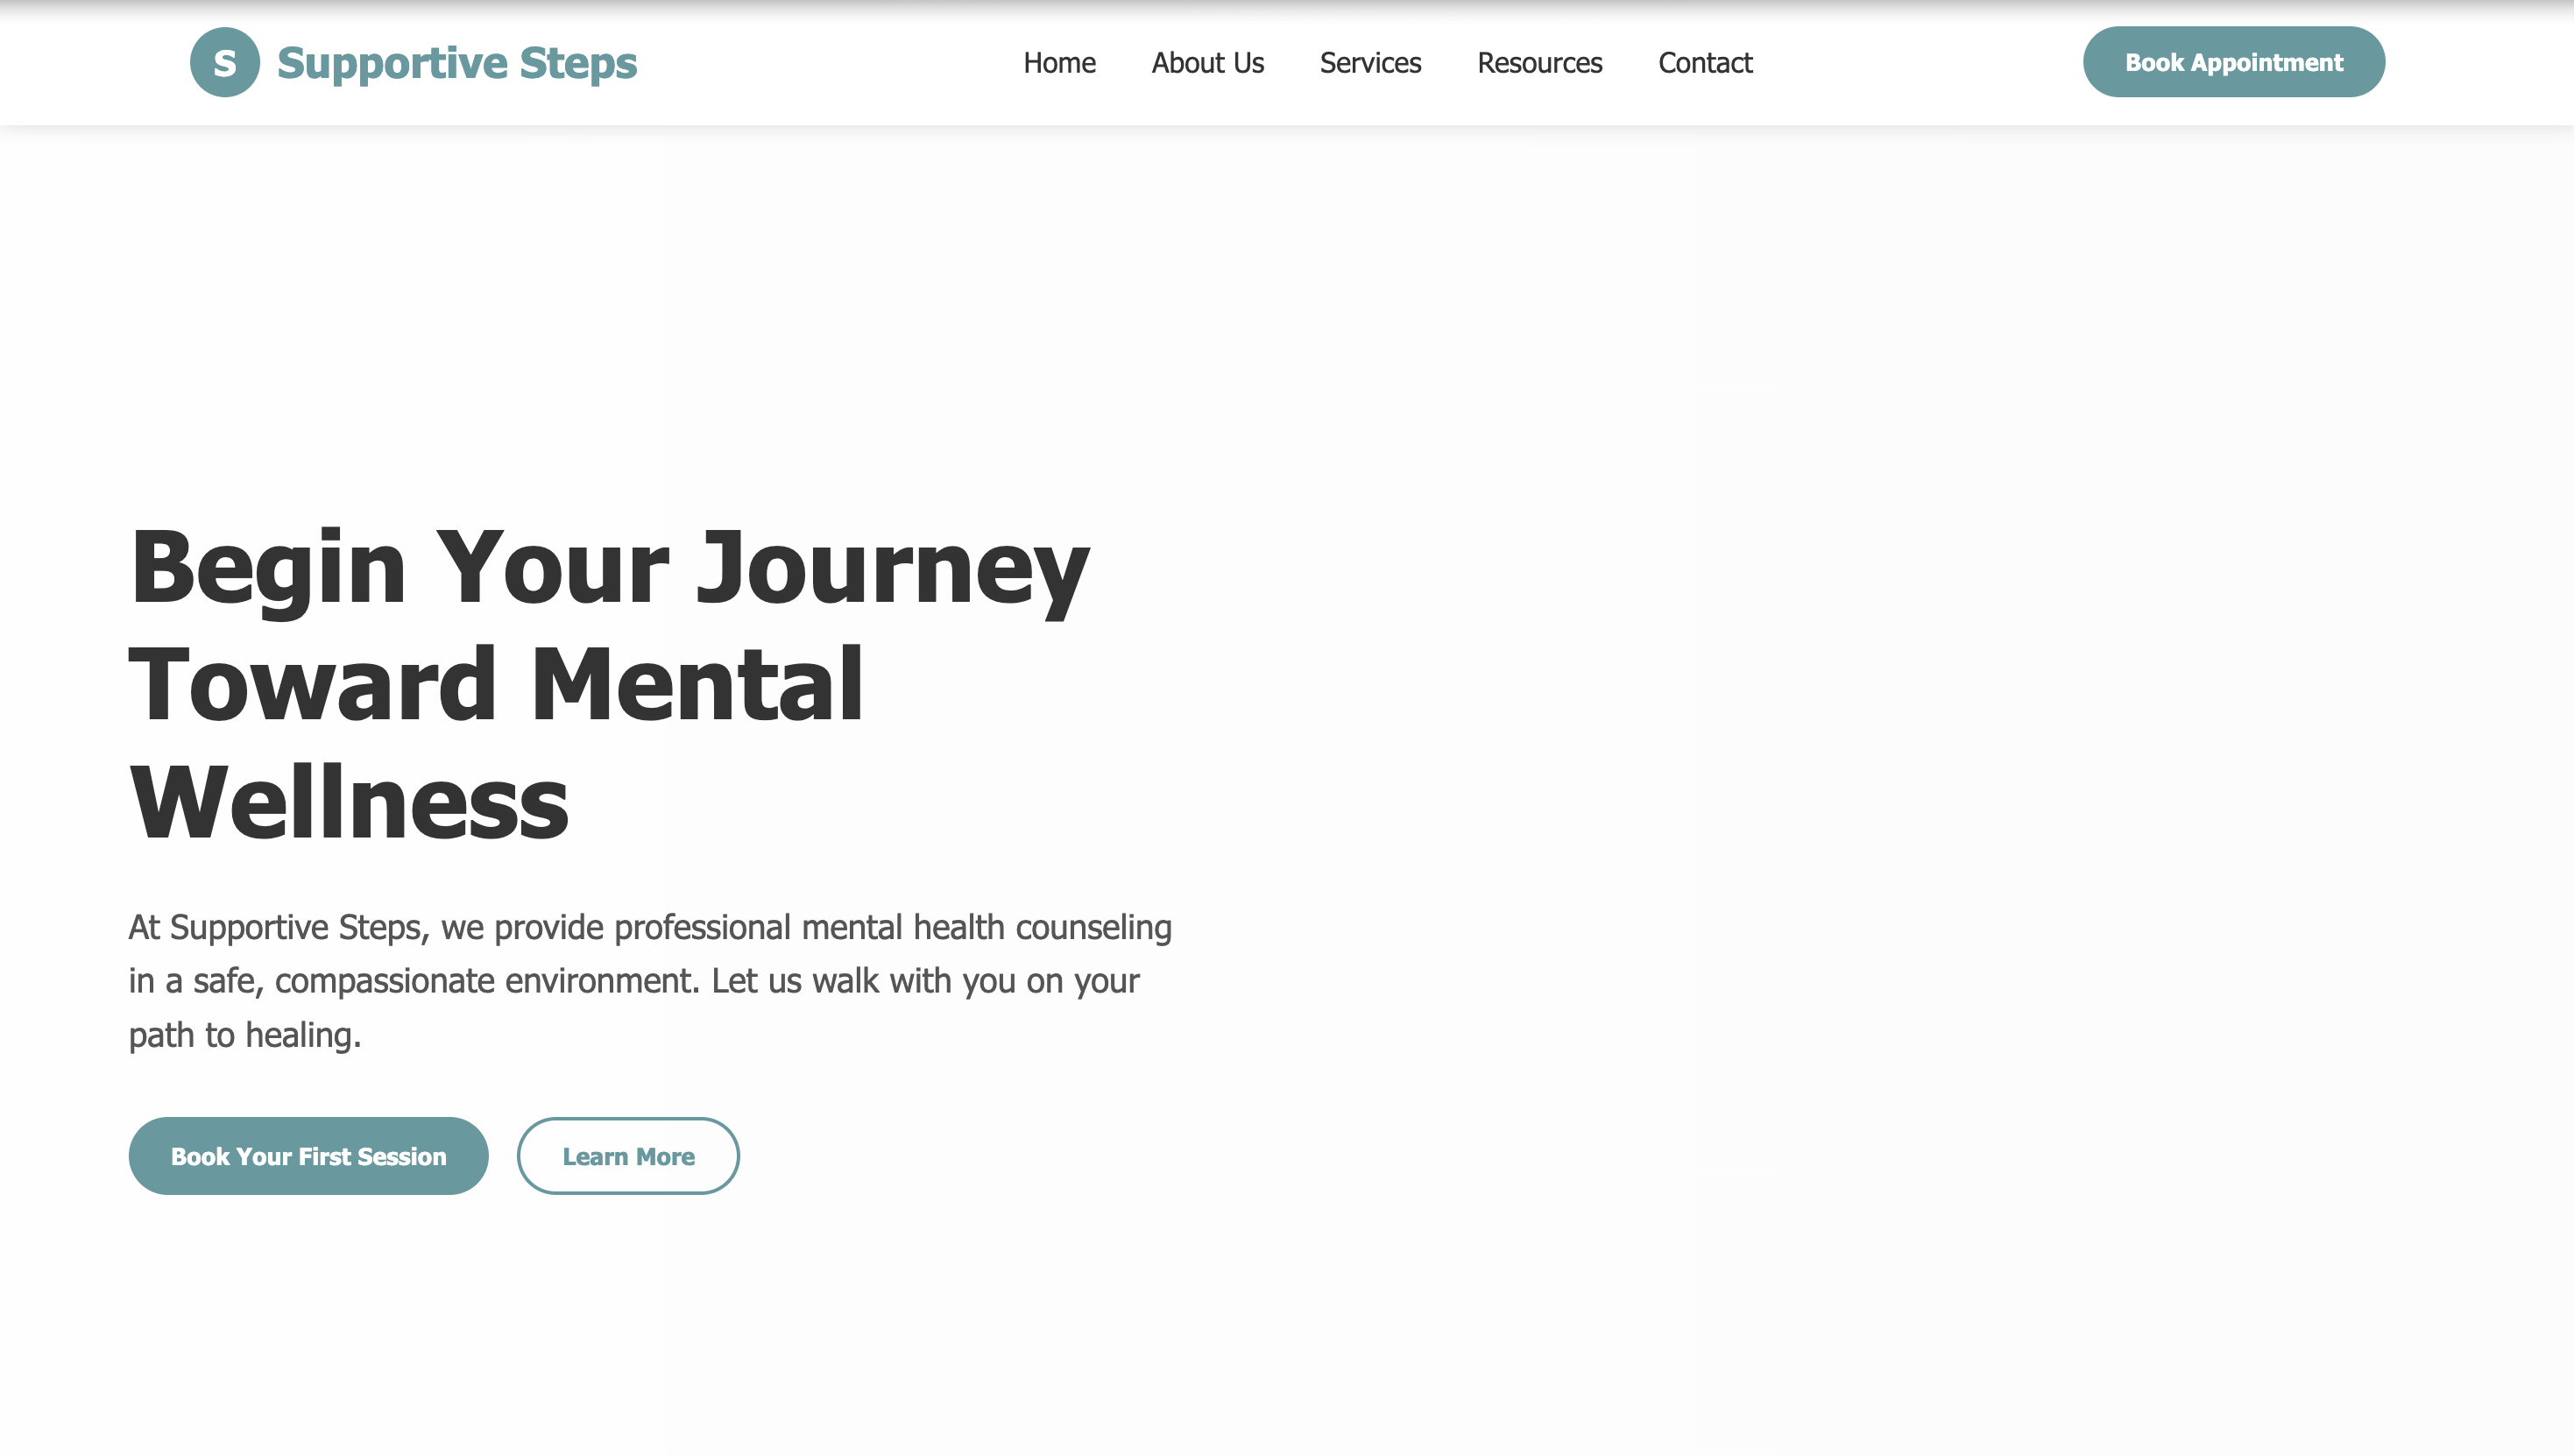 S Supportive Steps Home About Us Services Resources Contact Book Appointment
Begin Your Journey
Toward Mental
Wellness
At Supportive Steps, we provide professional mental health counseling
in a safe, compassionate environment. Let us walk with you on your
path to healing.
Book Your First Session Learn More